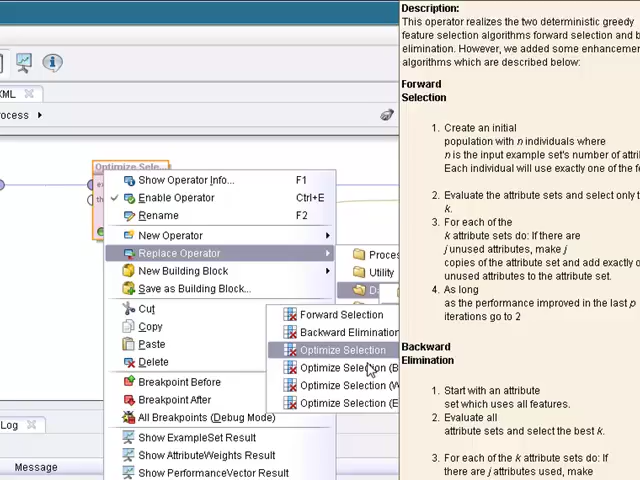 XML
rocess
Optimize Sele...
ex
th
Show Operator Info... F1
Enable Operator Ctrl+E
Rename F2
New Operator
Replace Operator
New Building Block
Save as Building Block...
Cut
Copy
Paste
Delete
Breakpoint Before
Breakpoint After
All Breakpoints (Debug Mode)
Show ExampleSet Result
Show AttributeWeights Result
Show PerformanceVector Result
Proces
Utility
D
Forward Selection
Backward Elimination
Optimize Selection
Optimize Selection (B
Optimize Selection (W
Optimize Selection (E
Log
Message
Description:
This operator realizes the two deterministic greedy
feature selection algorithms forward selection and b
elimination. However, we added some enhancemen
algorithms which are described below:
Forward
Selection
1. Create an initial
population with n individuals where
n is the input example set's number of attri
Each individual will use exactly one of the fe
2. Evaluate the attribute sets and select only t
k.
3. For each of the
k attribute sets do: If there are
j unused attributes, make j
copies of the attribute set and add exactly o
unused attributes to the attribute set.
4. As long
as the performance improved in the last p
iterations go to 2
Backward
Elimination
1. Start with an attribute
set which uses all features.
2. Evaluate all
attribute sets and select the best k.
3. For each of the k attribute sets do: If
there are j attributes used, make